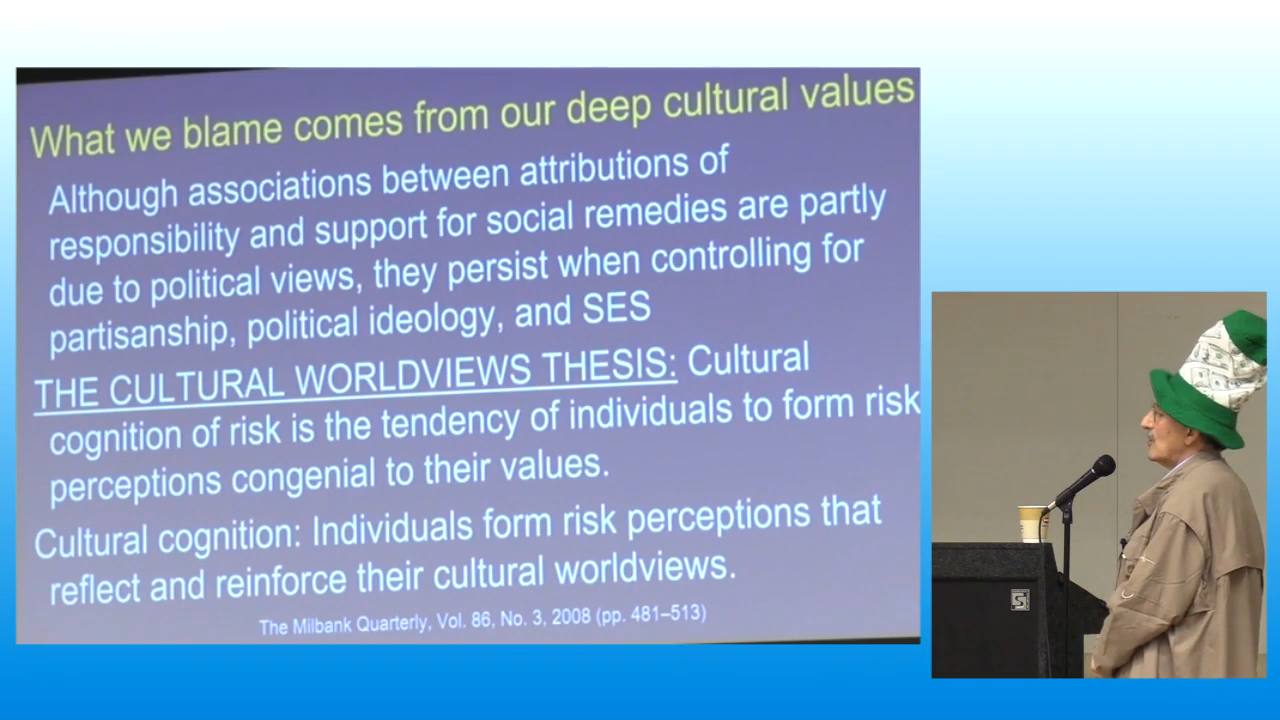 What we blame comes from our deep cultural values
Although associations between attributions of
responsibility and support for social remedies are partly
due to political views, they persist when controlling for
partisanship, political ideology, and SES
THE CULTURAL WORLDVIEWS THESIS: Cultural
cognition of risk is the tendency of individuals to form risk
perceptions congenial to their values.
Cultural cognition: Individuals form risk perceptions that
reflect and reinforce their cultural worldviews.
The Milbank Quarterly, Vol. 86, No. 3, 2008 (pp. 481–513)